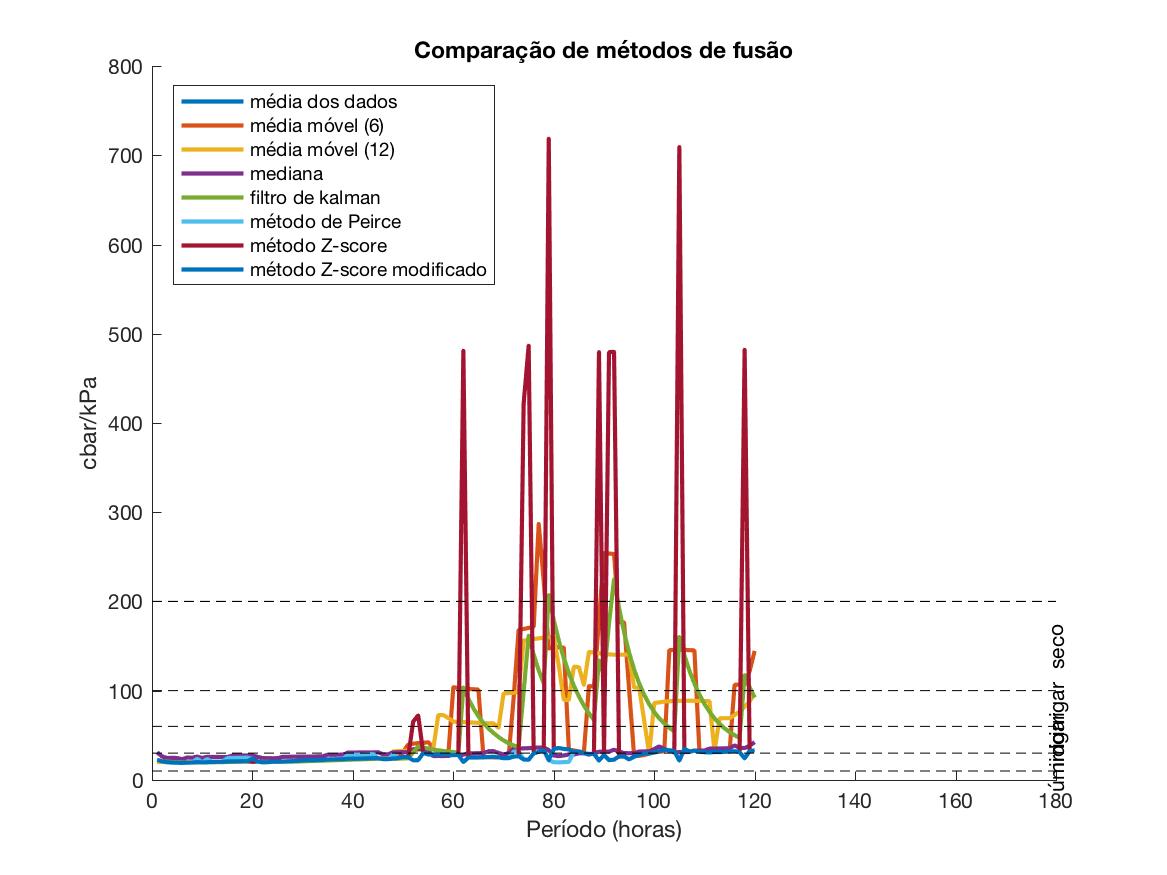 Comparação de métodos de fusão
800
700
600
500
400
300
200
100
0
cbar/kPa
média dos dados
média móvel (6)
média móvel (12)
mediana
filtro de kalman
método de Peirce
método Z-score
método Z-score modificado
seco
0
20
40
60
80
100
120
140
160
180
Período (horas)